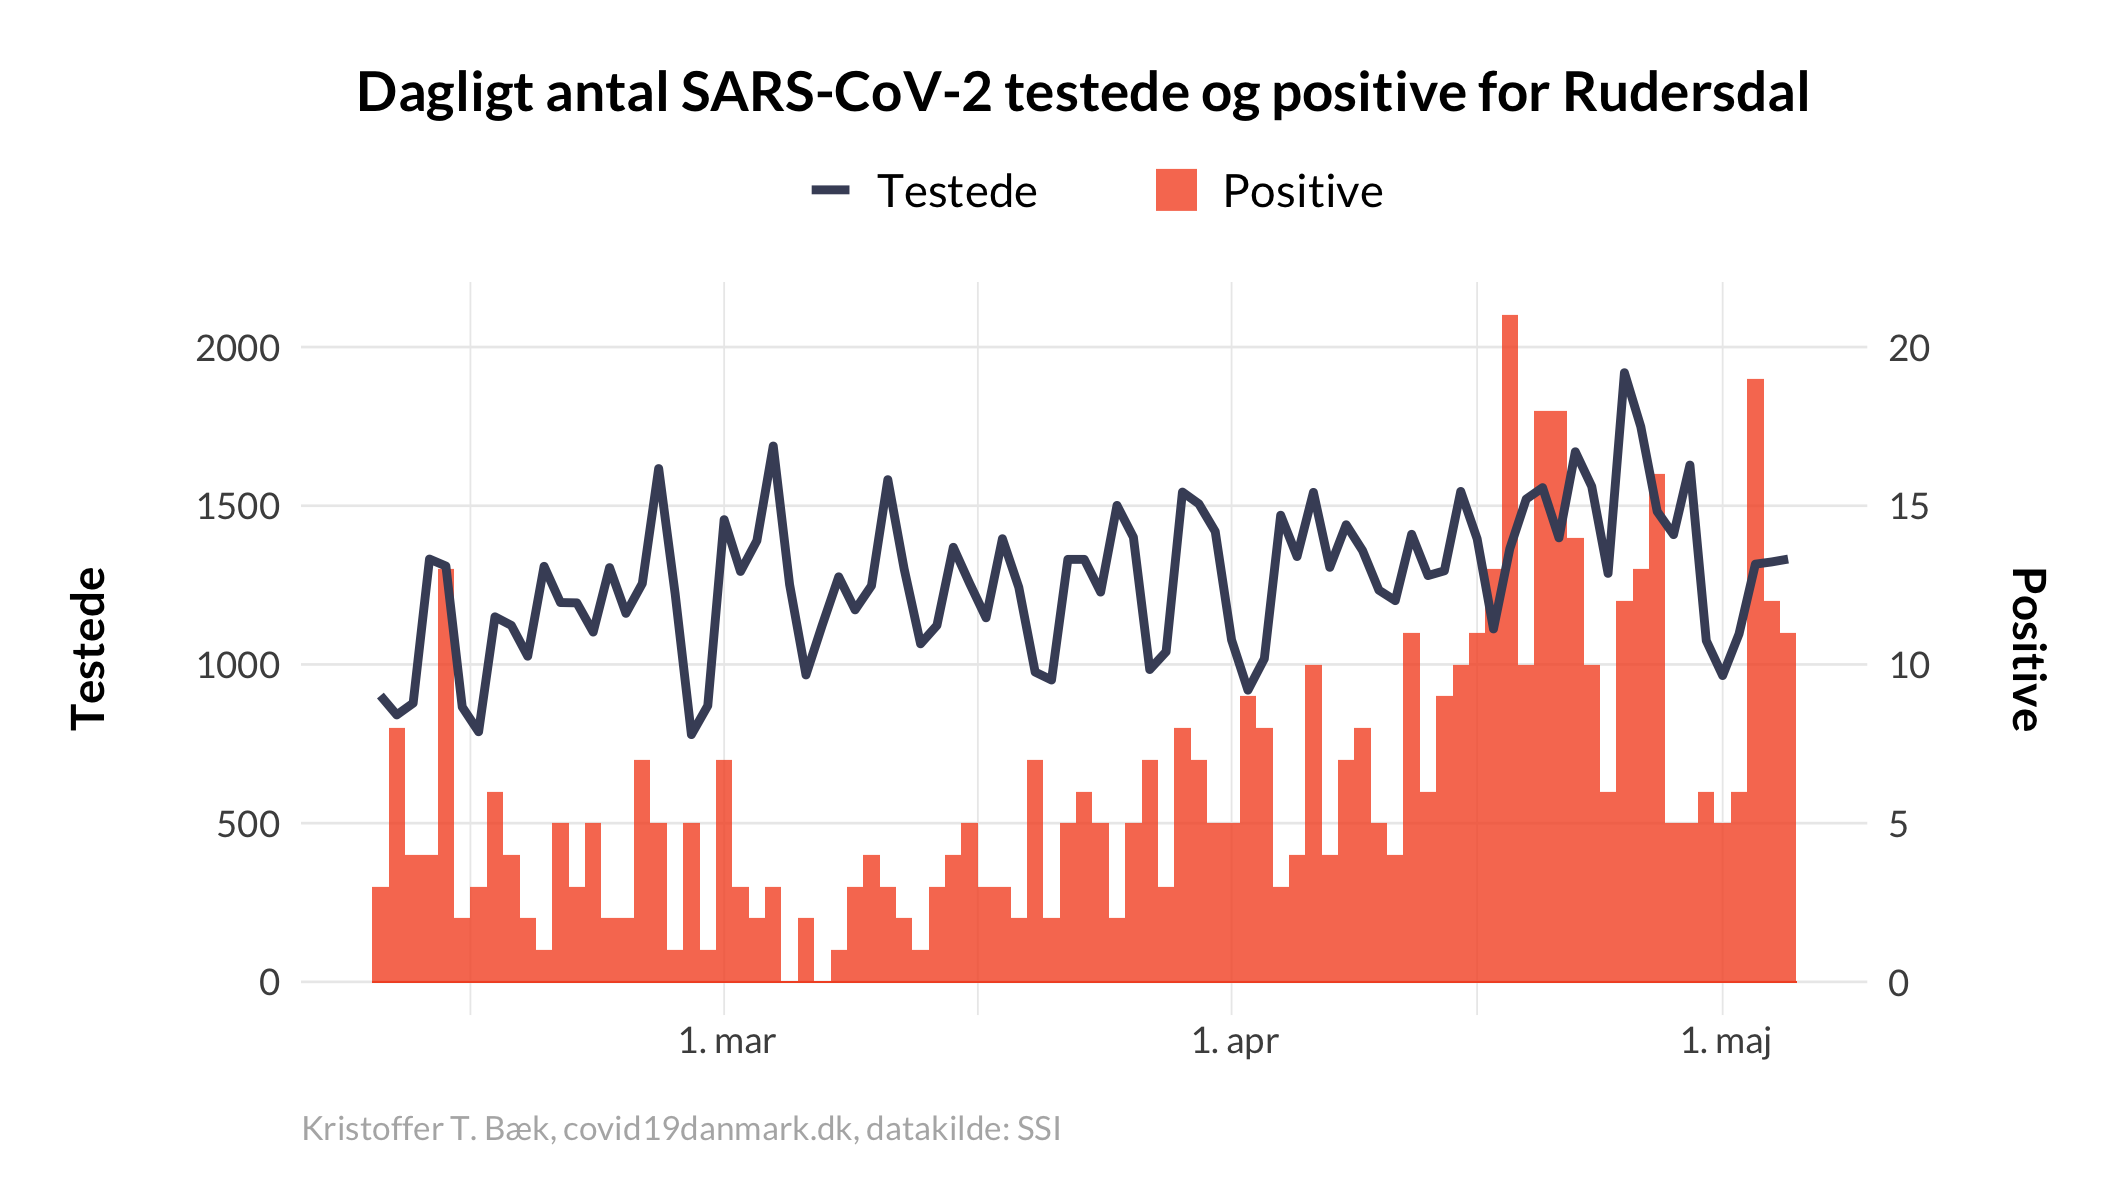 Dagligt antal SARS-CoV-2 testede og positive for Rudersdal
Testede
Positive
2000
1500
1000
500
0
20
15
10
5
0
Testede
Positive
1. mar
1. apr
1. maj
Kristoffer T. Bæk, covid19danmark.dk, datakilde: SSI